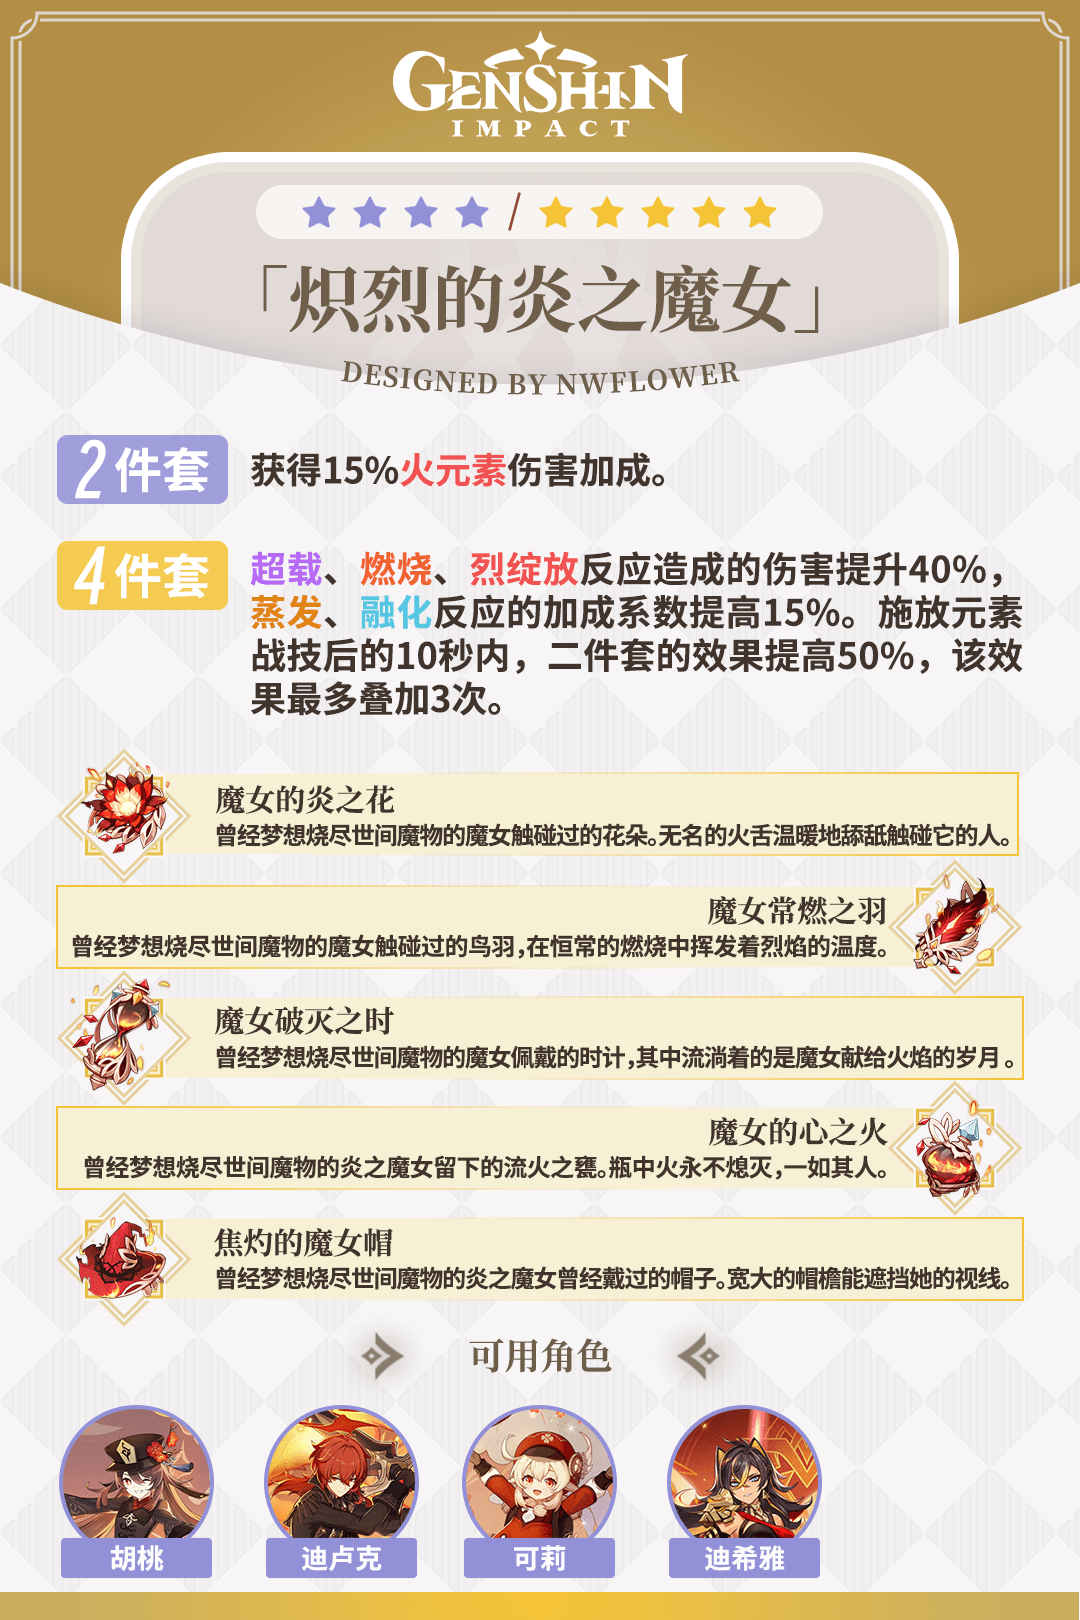 GENSHIN
IMPACT
「炽烈的炎之魔女」
DESIGNED BY NWFLOWER
2件套
获得15%火元素伤害加成。
4件套
超载、燃烧、烈绽放反应造成的伤害提升40%，
蒸发、融化反应的加成系数提高15%。施放元素
战技后的10秒内，二件套的效果提高50%，该效
果最多叠加3次。
魔女的炎之花
曾经梦想烧尽世间魔物的魔女触碰过的花朵。无名的火舌温暖地舔舐触碰它的人。
魔女常燃之羽
曾经梦想烧尽世间魔物的魔女触碰过的鸟羽，在恒常的燃烧中挥发着烈焰的温度。
魔女破灭之时
曾经梦想烧尽世间魔物的魔女佩戴的时计，其中流淌着的是魔女献给火焰的岁月。
魔女的心之火
曾经梦想烧尽世间魔物的炎之魔女留下的流火之甕。瓶中火永不熄灭，一如其人。
焦灼的魔女帽
曾经梦想烧尽世间魔物的炎之魔女曾经戴过的帽子。宽大的帽檐能遮挡她的视线。
可用角色
胡桃
迪卢克
可莉
迪希雅